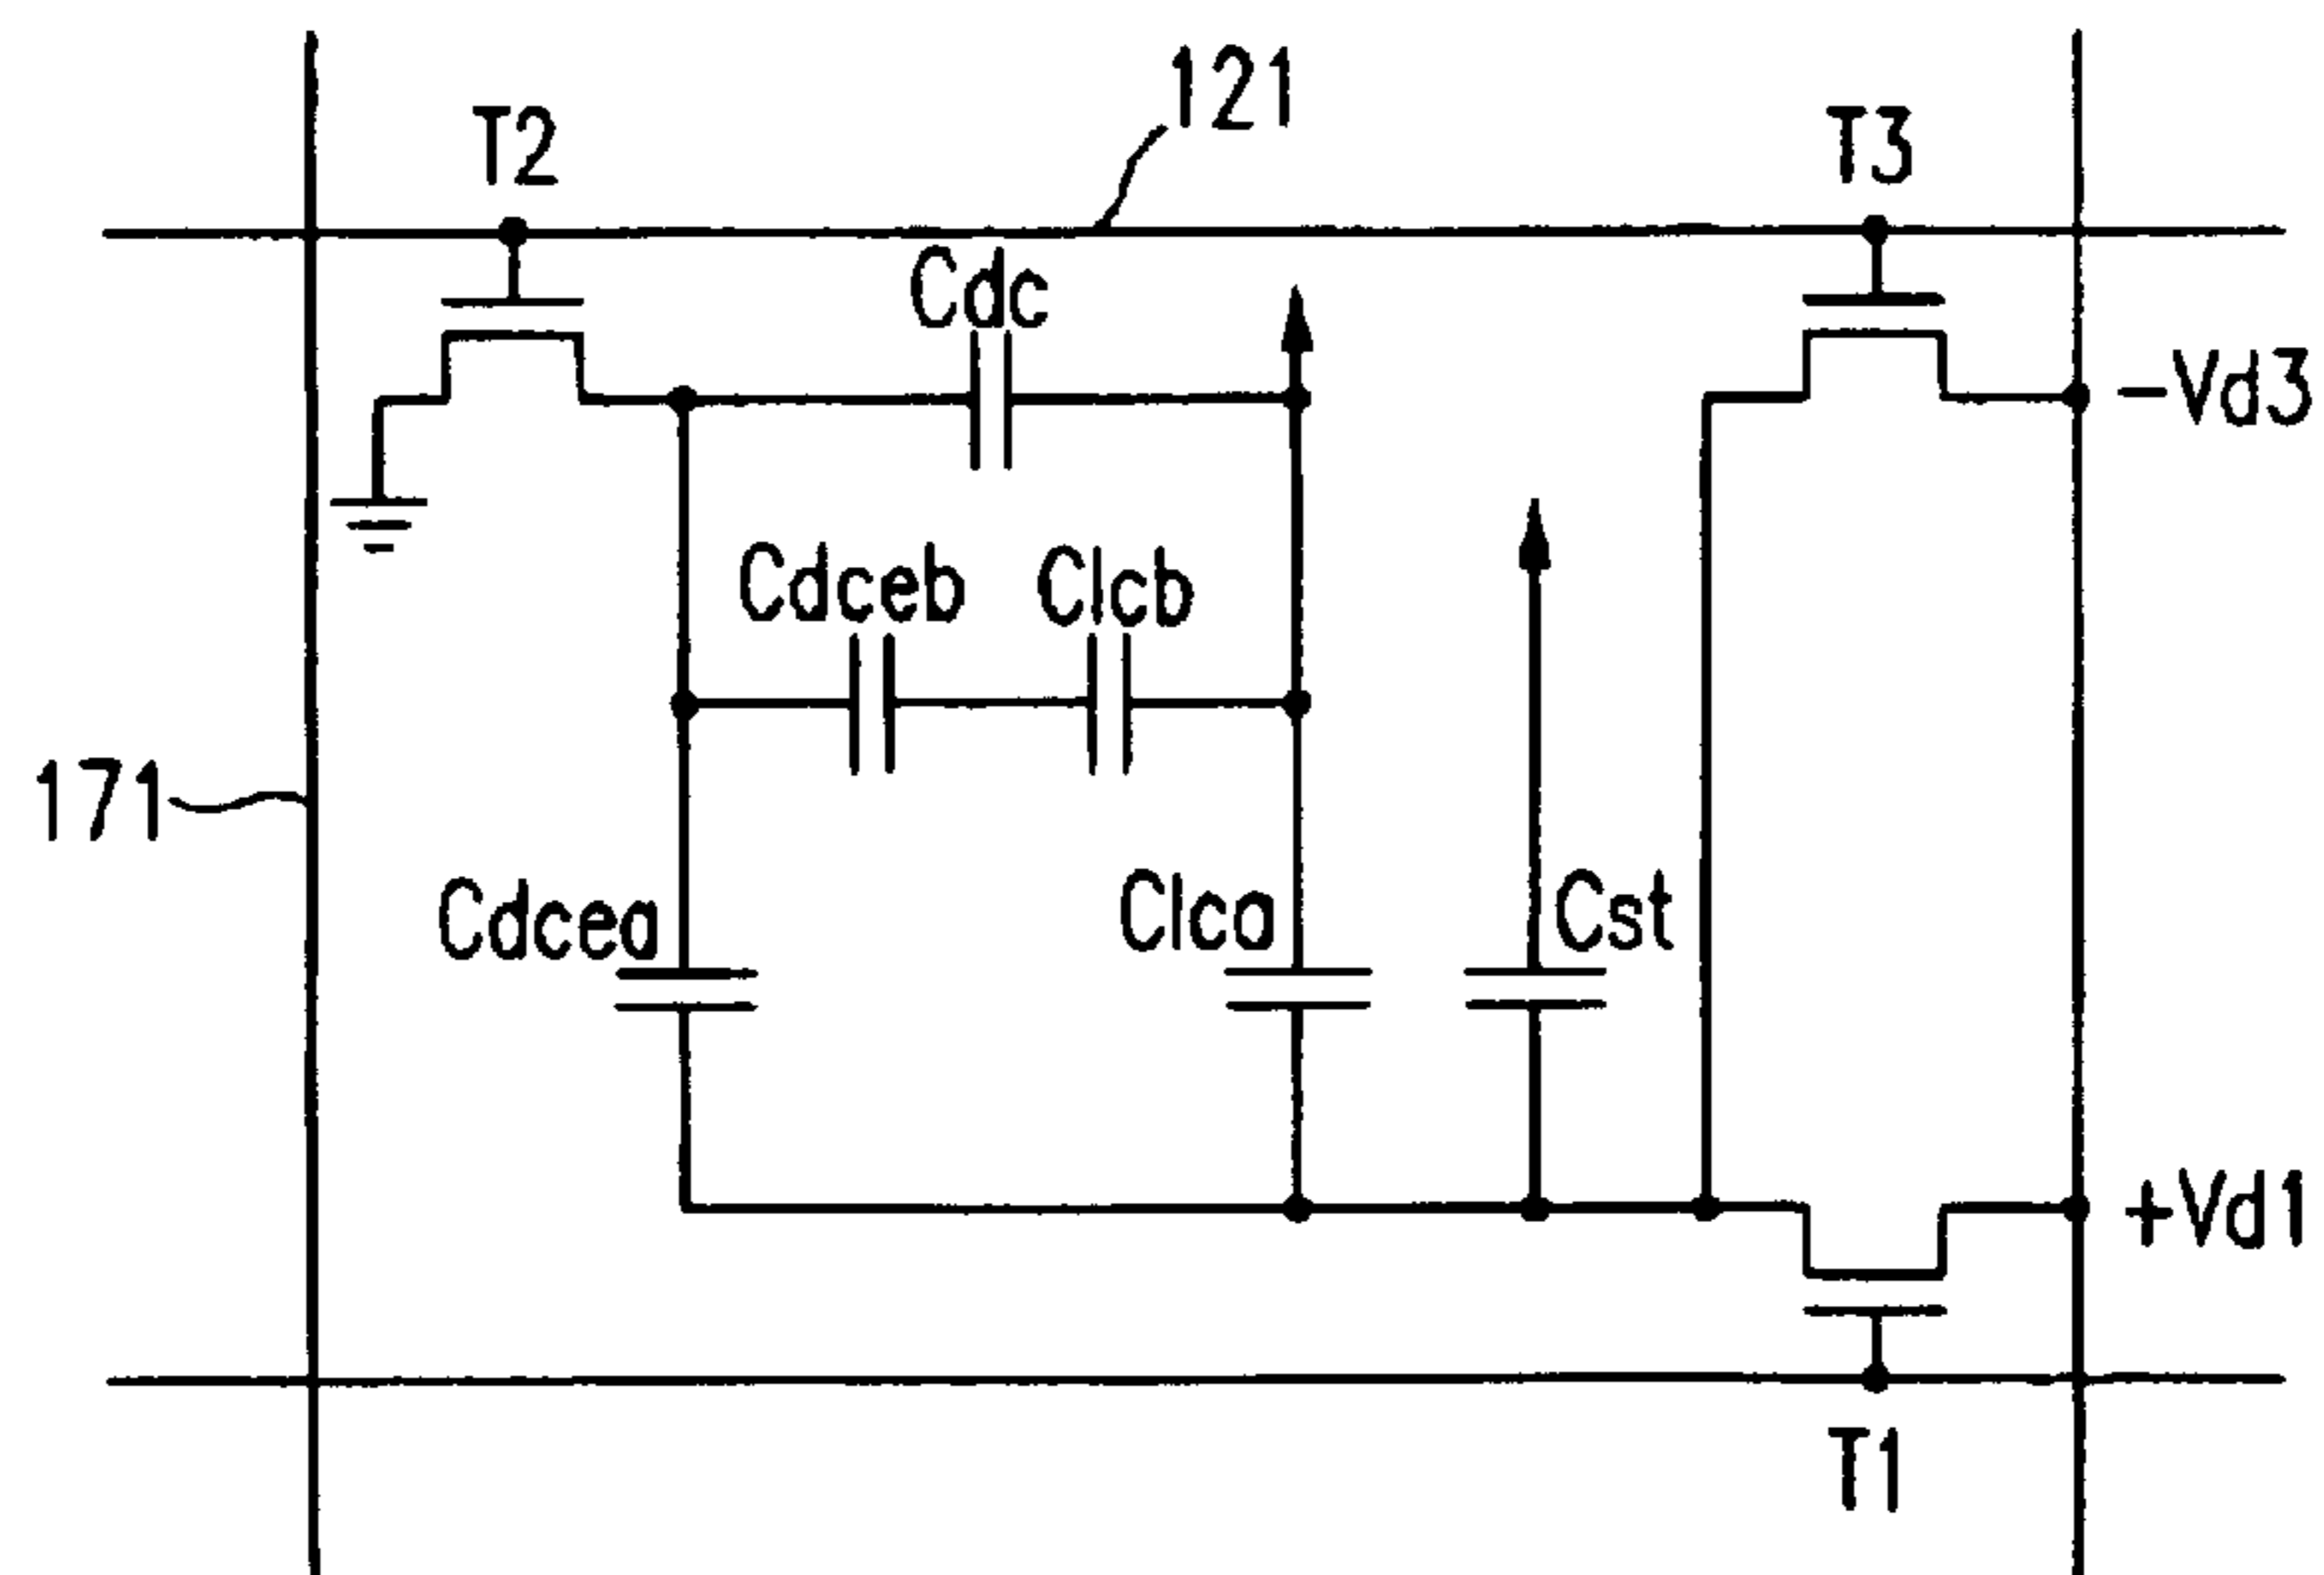 121
T2
T3
Cdc
-Vd3
Cdceb
Clcb
171
Cdcea
Clca
Cst
+Vd1
T1